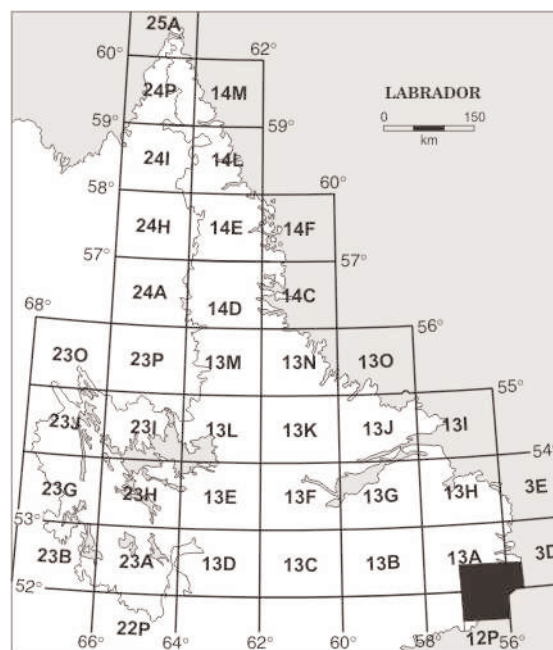 25A
60° 62°
24P 14M LABRADOR
0 150
km
59° 59°
24I 14L
58° 60°
24H 14E 14F
57° 57°
24A 14D 14C
68° 56°
23O 23P 13M 13N 13O
55°
23J 23I 13L 13K 13J 13I
54°
23G 23H 13E 13F 13G 13H 3E
53°
23B 23A 13D 13C 13B 13A 3D
52°
66° 22P 64° 62° 60° 58° 12P 56°